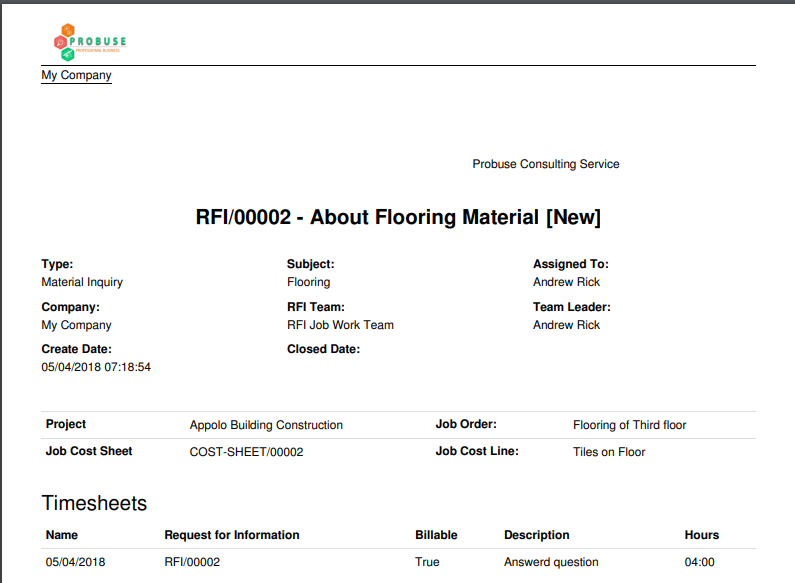 PROBUSE
PROFESSIONAL BUSINESS
My Company
Probuse Consulting Service
RFI/00002 - About Flooring Material [New]
Type: Subject: Assigned To:
Material Inquiry Flooring Andrew Rick
Company: RFI Team: Team Leader:
My Company RFI Job Work Team Andrew Rick
Create Date: Closed Date:
05/04/2018 07:18:54
Project Appolo Building Construction Job Order: Flooring of Third floor
Job Cost Sheet COST-SHEET/00002 Job Cost Line: Tiles on Floor
Timesheets
Name Request for Information Billable Description Hours
05/04/2018 RFI/00002 True Answerd question 04:00